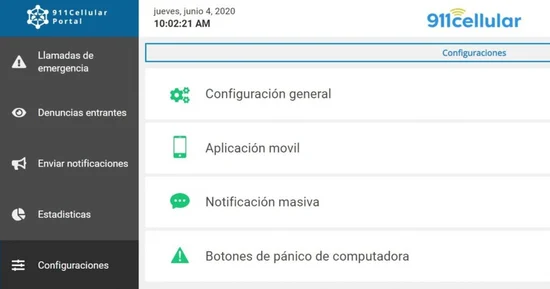 911Cellular
Portal
jueves, junio 4, 2020
10:02:21 AM
911cellular
Llamadas de
emergencia
Denuncias entrantes
Enviar notificaciones
Estadisticas
Configuraciones
Configuraciones
Configuración general
Aplicación movil
Notificación masiva
Botones de pánico de computadora